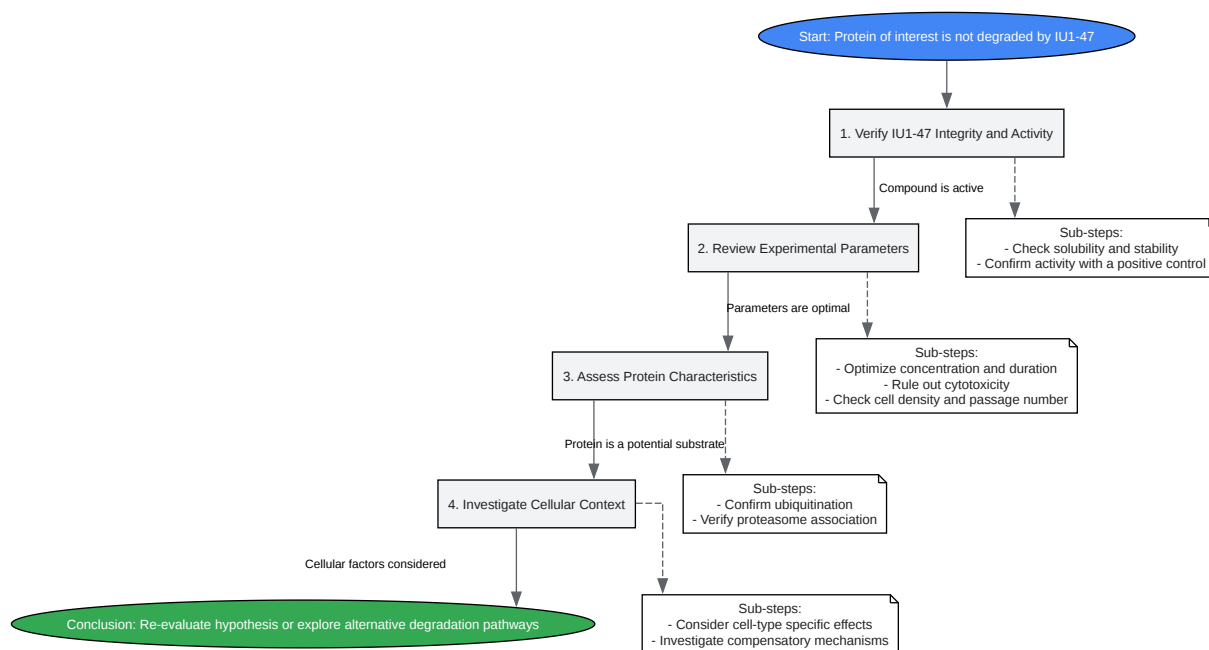 Start: Protein of interest is not degraded by IU1-47
1. Verify IU1-47 Integrity and Activity
Compound is active
Sub-steps:
- Check solubility and stability
- Confirm activity with a positive control
2. Review Experimental Parameters
Parameters are optimal
Sub-steps:
- Optimize concentration and duration
- Rule out cytotoxicity
- Check cell density and passage number
3. Assess Protein Characteristics
Protein is a potential substrate
Sub-steps:
- Confirm ubiquitination
- Verify proteasome association
4. Investigate Cellular Context
Cellular factors considered
Sub-steps:
- Consider cell-type specific effects
- Investigate compensatory mechanisms
Conclusion: Re-evaluate hypothesis or explore alternative degradation pathways